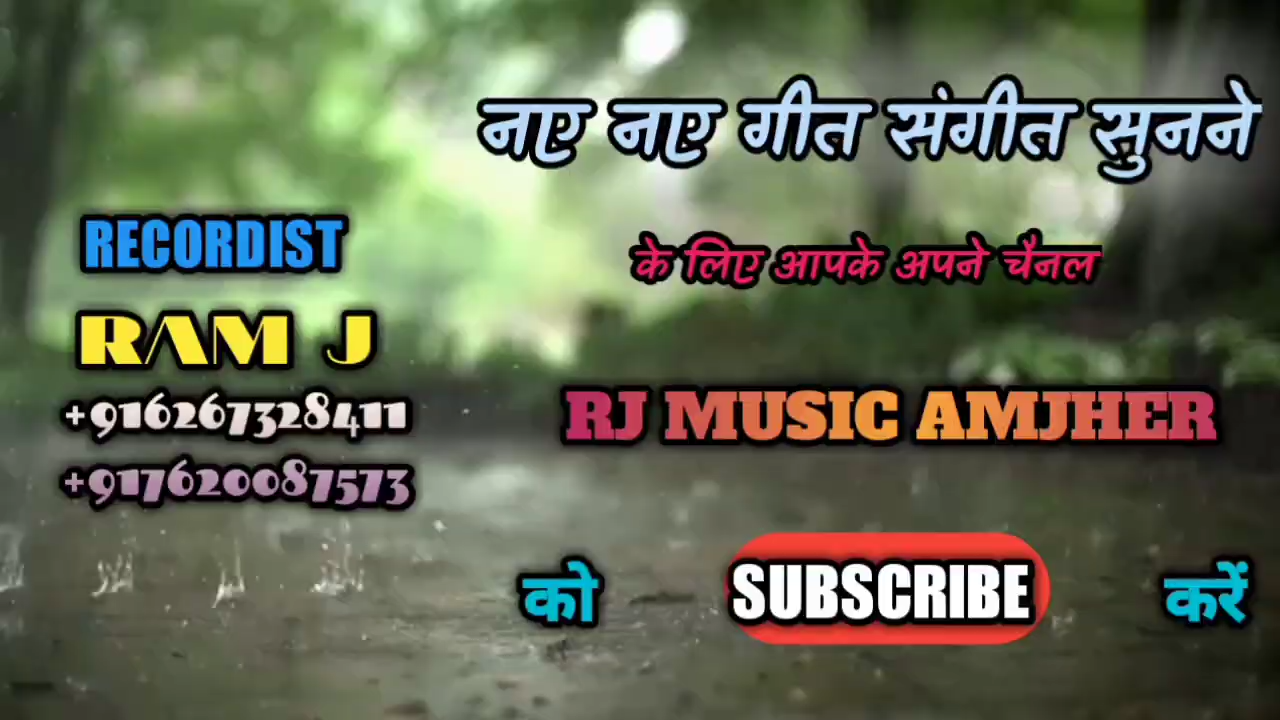 नए नए गीत संगीत सुनने
के लिए आपके अपने चैनल
RJ MUSIC AMJHER
को SUBSCRIBE करें
RECORDIST
RAM J
+916267328411
+917620087573